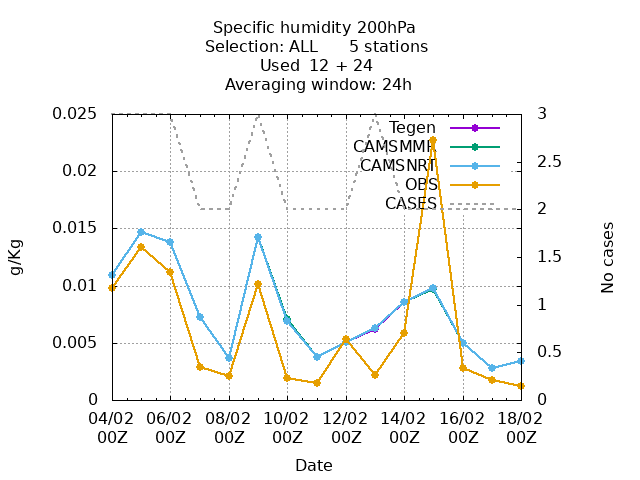 Specific humidity 200hPa
Selection: ALL      5 stations
Used  12 + 24
Averaging window: 24h
0.025
0.02
0.015
0.01
0.005
0
3
2.5
2
1.5
1
0.5
0
g/Kg
No cases
Tegen
CAMSMMR
CAMSNRT
OBS
CASES
04/02 06/02 08/02 10/02 12/02 14/02 16/02 18/02
00Z 00Z 00Z 00Z 00Z 00Z 00Z 00Z
Date